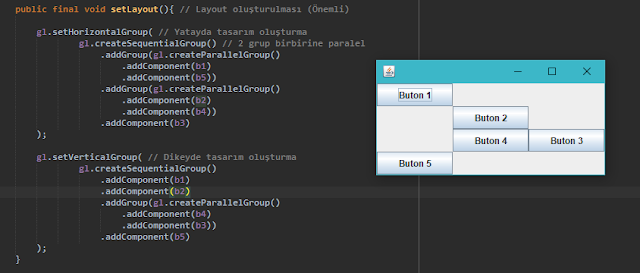 public final void setLayout(){ // Layout oluşturulması (Önemli)
gl.setHorizontalGroup( // Yatayda tasarım oluşturma
gl.createSequentialGroup() // 2 grup birbirine paralel
.addGroup(gl.createParallelGroup()
.addComponent(b1)
.addComponent(b5))
.addGroup(gl.createParallelGroup()
.addComponent(b2)
.addComponent(b4))
.addComponent(b3)
);
gl.setVerticalGroup( // Dikeyde tasarım oluşturma
gl.createSequentialGroup()
.addComponent(b1)
.addComponent(b2)
.addGroup(gl.createParallelGroup()
.addComponent(b4)
.addComponent(b3))
.addComponent(b5)
);
}
Buton 1
Buton 2
Buton 4 Buton 3
Buton 5